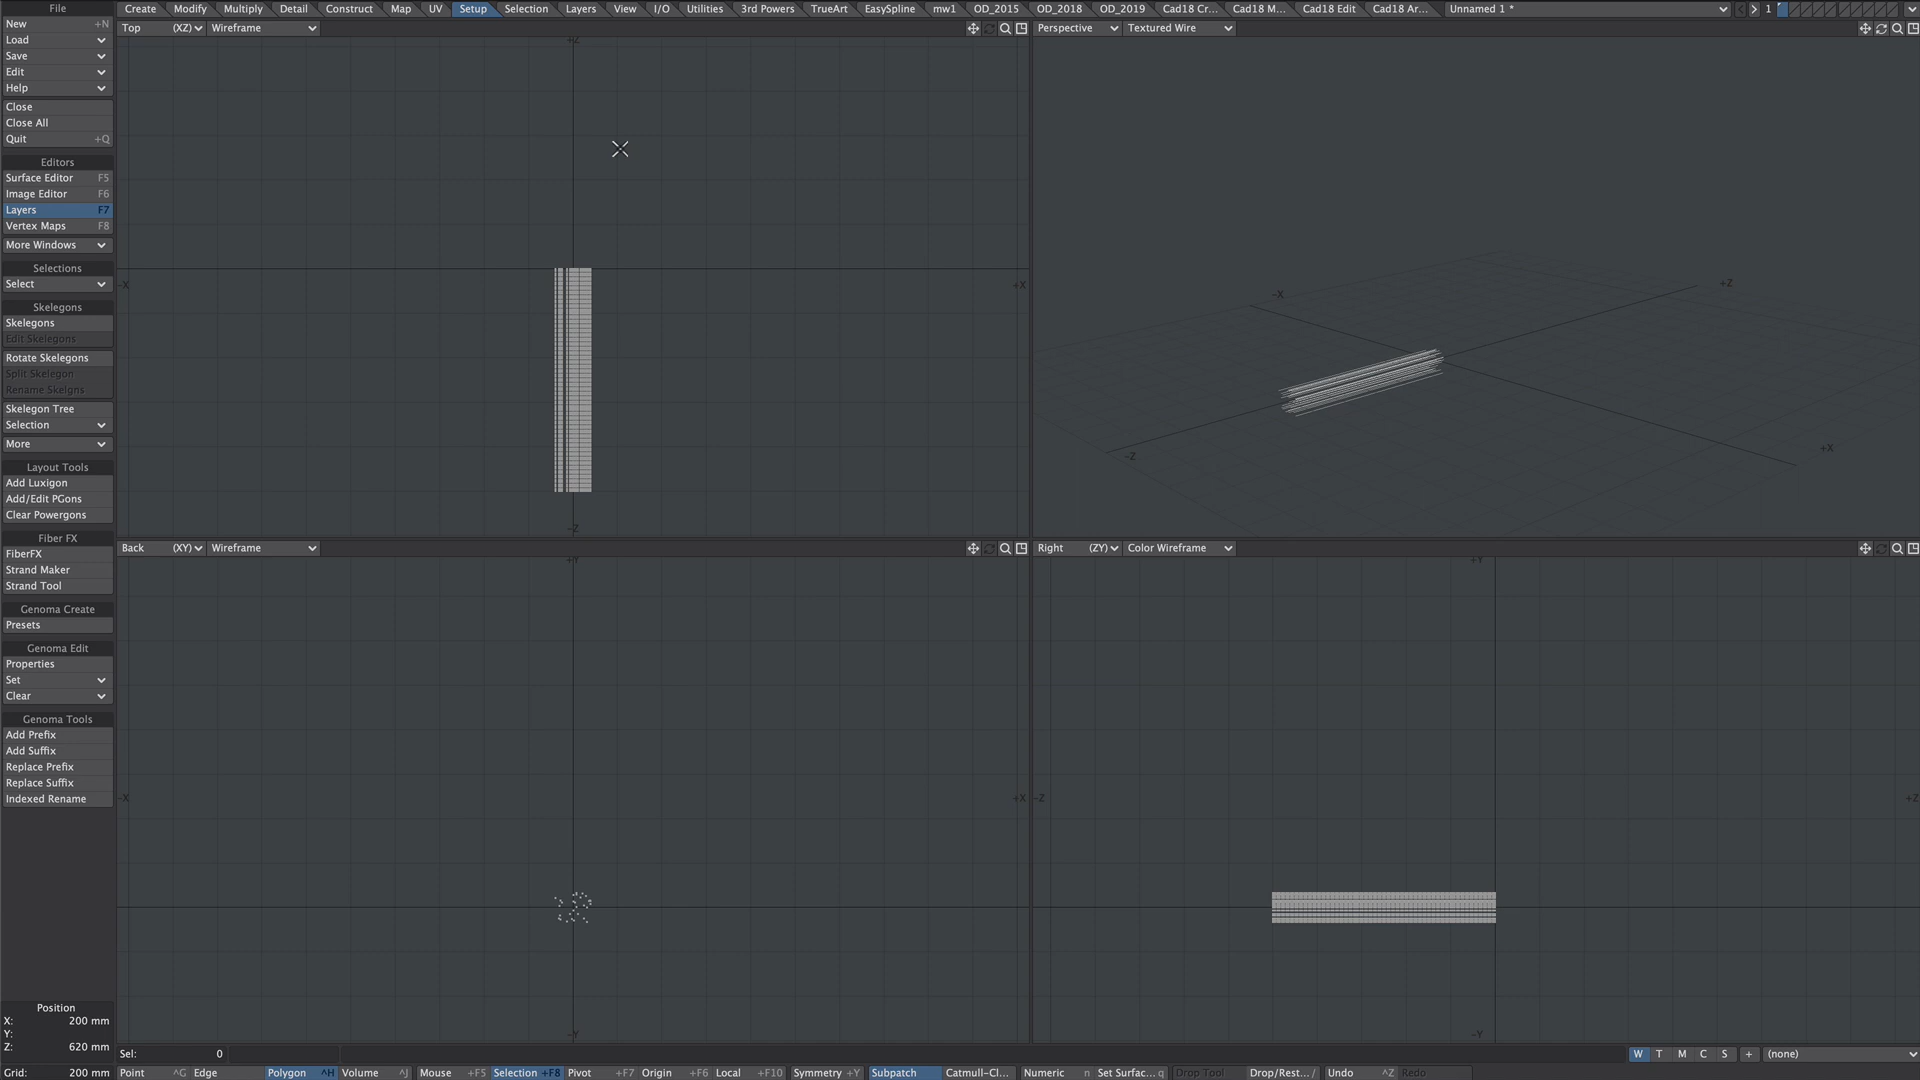 File Create Modify Multiply Detail Construct Map UV Setup Selection Layers View I/O Utilities 3rd Powers TrueArt EasySpline mw1 OD_2015 OD_2018 OD_2019 Cad18 Cr... Cad18 M... Cad18 Edit Cad18 Ar... Unnamed 1 * 1
New +N
Load
Save
Edit
Help
Close
Close All
Quit +Q
Editors
Surface Editor F5
Image Editor F6
Layers F7
Vertex Maps F8
More Windows
Selections
Select
Skelegons
Skelegons
Edit Skelegons
Rotate Skelegons
Split Skelegon
Rename Skelgns
Skelegon Tree
Selection
More
Layout Tools
Add Luxigon
Add/Edit PGons
Clear Powergons
Fiber FX
FiberFX
Strand Maker
Strand Tool
Genoma Create
Presets
Genoma Edit
Properties
Set
Clear
Genoma Tools
Add Prefix
Add Suffix
Replace Prefix
Replace Suffix
Indexed Rename
Position
X: 200 mm
Y:
Z: 620 mm
Grid: 200 mm
Top (XZ) Wireframe
+Z
-X +X
-Z
Perspective Textured Wire
-X +Z
-Z +X
Back (XY) Wireframe
+Y
-X +X
-Y
Right (ZY) Color Wireframe
+Y
-Z +Z
-Y
Sel: 0 W T M C S + (none)
Point ^G Edge Polygon ^H Volume ^J Mouse +F5 Selection +F8 Pivot +F7 Origin +F6 Local +F10 Symmetry +Y Subpatch Catmull-Cl... Numeric n Set Surfac... q Drop Tool Drop/Rest... / Undo ^Z Redo